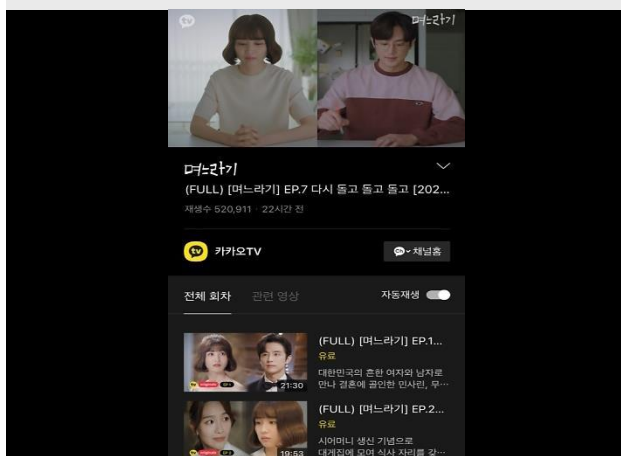 tv
며느라기
며느라기
(FULL) [며느라기] EP.7 다시 돌고 돌고 돌고 [202...
재생수 520,911 · 22시간 전
tv 카카오TV
Ch 채널홈
전체 회차 관련 영상 자동재생
(FULL) [며느라기] EP.1...
유료
대한민국의 흔한 여자와 남자로
만나 결혼에 골인한 민사린, 무...
21:30
(FULL) [며느라기] EP.2...
유료
시어머니 생신 기념으로
대게집에 모여 식사 자리를 갖...
19:53